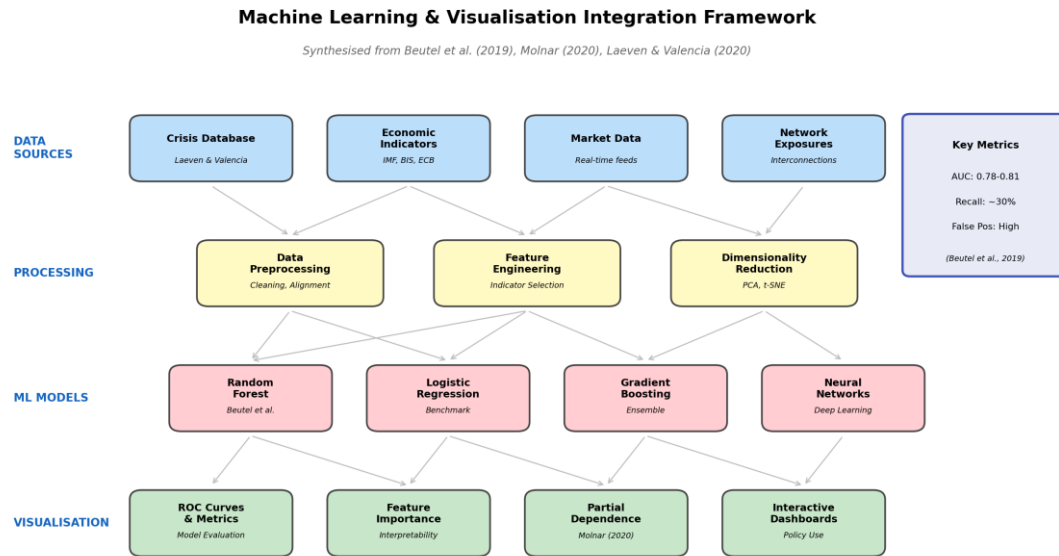 Machine Learning & Visualisation Integration Framework
Synthesised from Beutel et al. (2019), Molnar (2020), Laeven & Valencia (2020)
DATA
SOURCES
Crisis Database
Laeven & Valencia
Economic
Indicators
IMF, BIS, ECB
Market Data
Real-time feeds
Network
Exposures
Interconnections
Key Metrics
AUC: 0.78-0.81
Recall: ~30%
False Pos: High
(Beutel et al., 2019)
PROCESSING
Data
Preprocessing
Cleaning, Alignment
Feature
Engineering
Indicator Selection
Dimensionality
Reduction
PCA, t-SNE
ML MODELS
Random
Forest
Beutel et al.
Logistic
Regression
Benchmark
Gradient
Boosting
Ensemble
Neural
Networks
Deep Learning
VISUALISATION
ROC Curves
& Metrics
Model Evaluation
Feature
Importance
Interpretability
Partial
Dependence
Molnar (2020)
Interactive
Dashboards
Policy Use